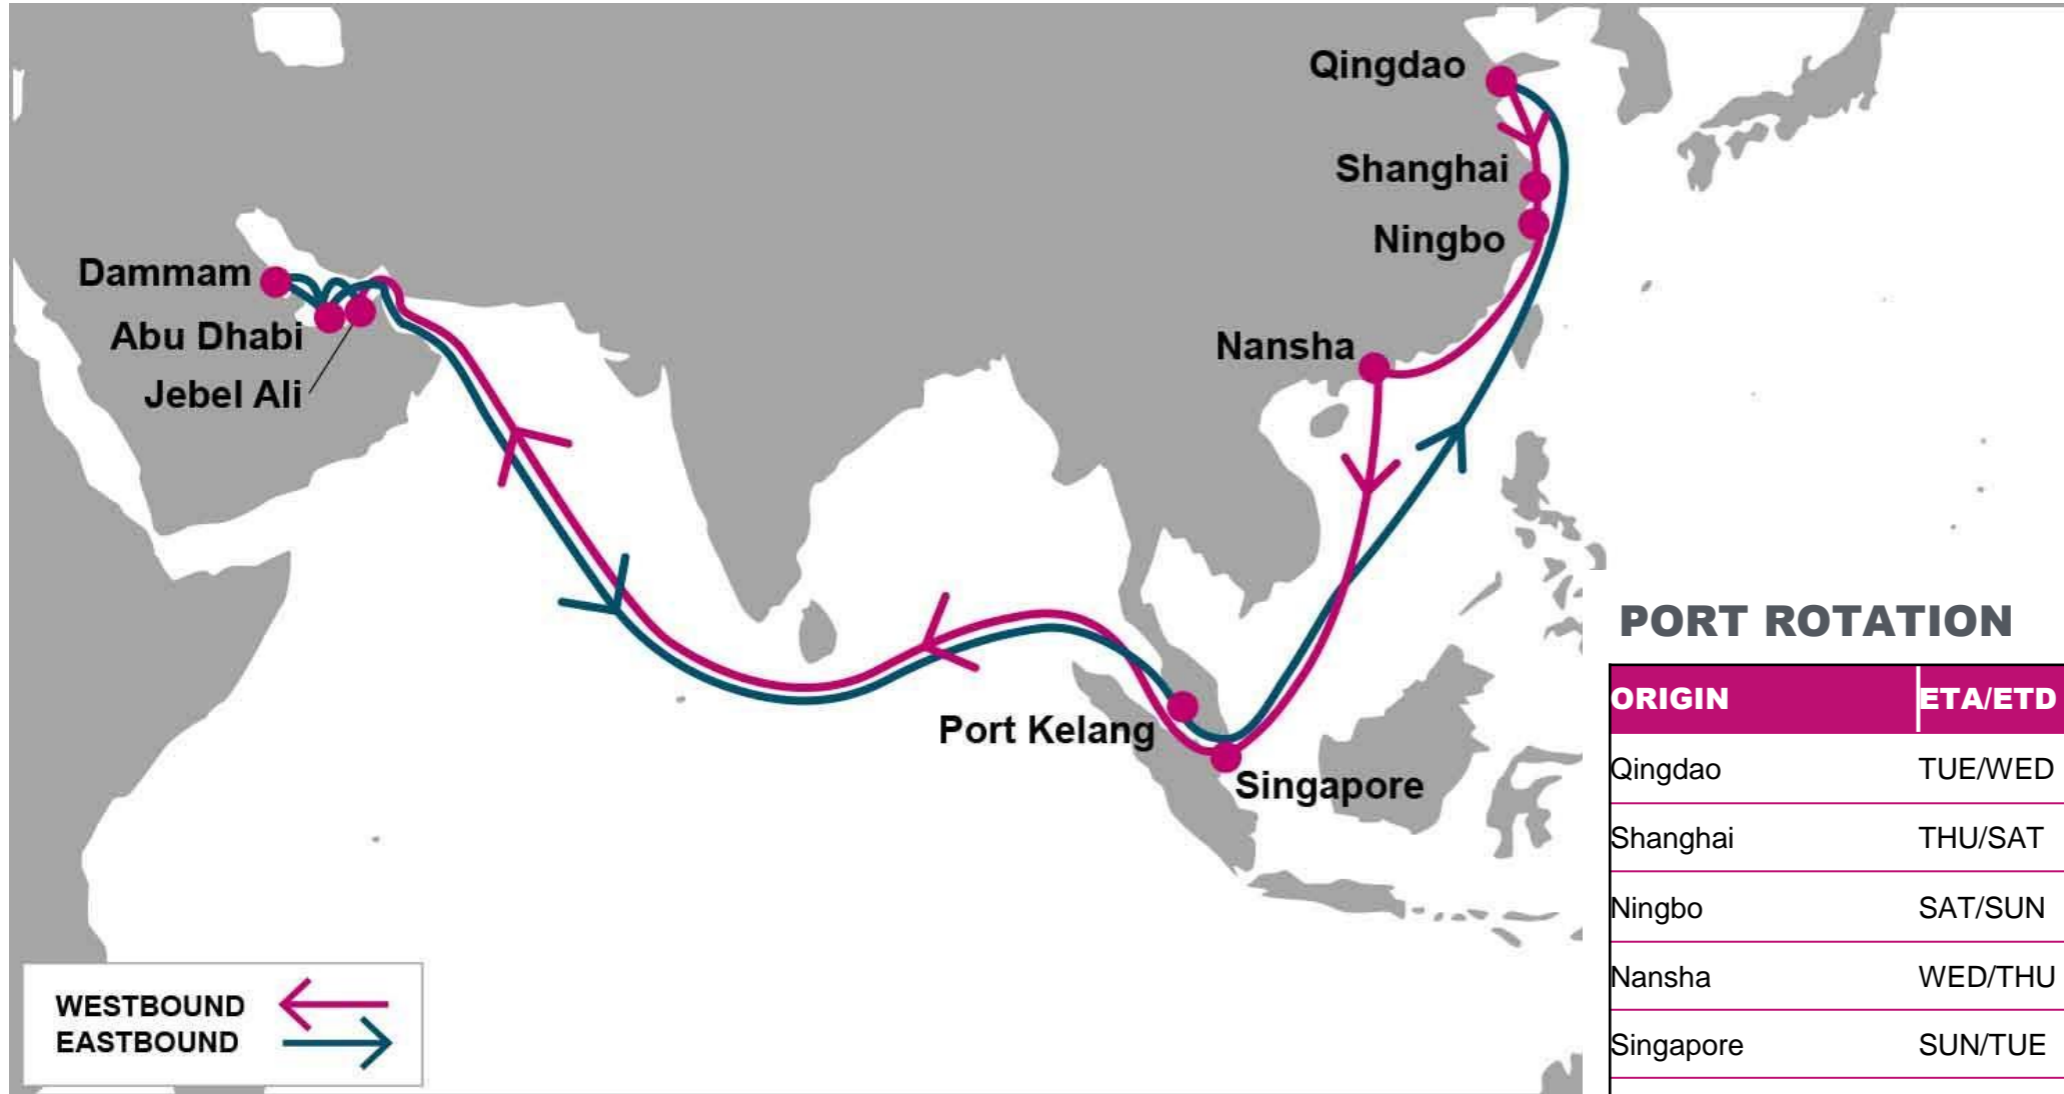 Qingdao
Shanghai
Ningbo
Dammam
Abu Dhabi
Jebel Ali
Nansha
Port Kelang
Singapore
WESTBOUND
EASTBOUND
PORT ROTATION
ORIGIN ETA/ETD
Qingdao TUE/WED
Shanghai THU/SAT
Ningbo SAT/SUN
Nansha WED/THU
Singapore SUN/TUE